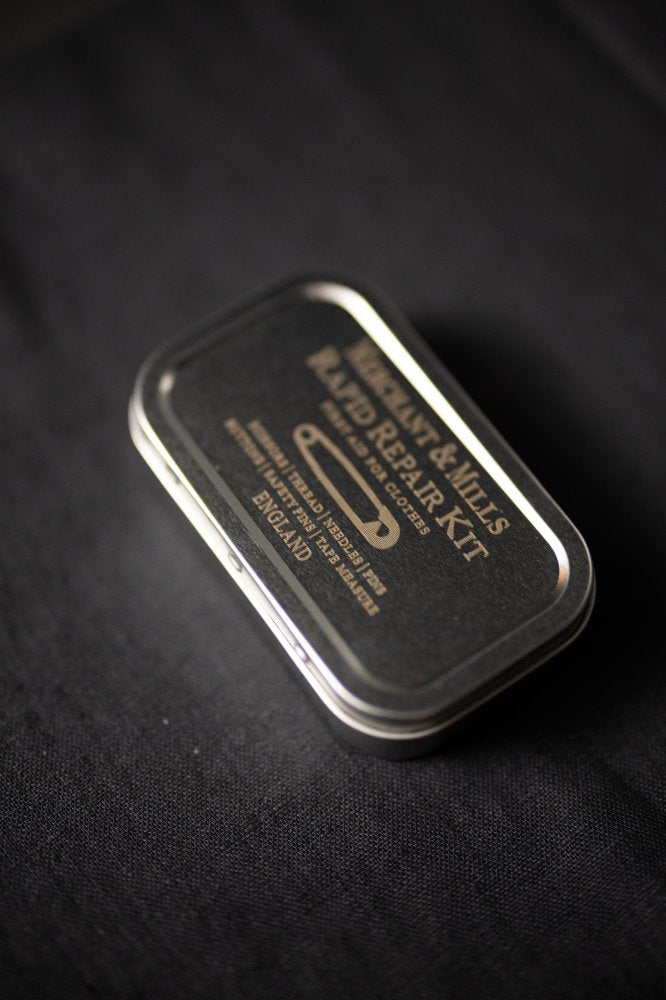 MERCHANT & MILLS
RAPID REPAIR KIT
FIRST AID FOR CLOTHES
SCISSORS | THREAD | NEEDLES | PINS
BUTTONS | SAFETY PINS | TAPE MEASURE
ENGLAND